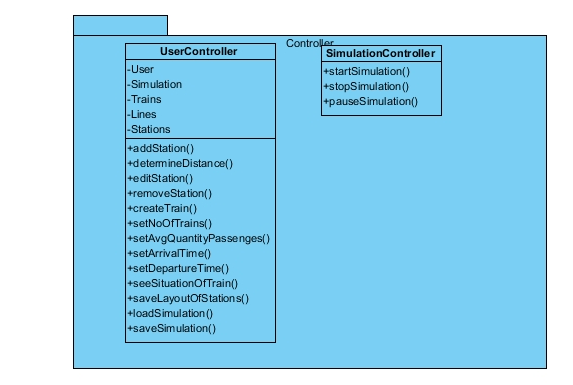 Controller
UserController
-User
-Simulation
-Trains
-Lines
-Stations
+addStation()
+determineDistance()
+editStation()
+removeStation()
+createTrain()
+setNoOfTrains()
+setAvgQuantityPassenges()
+setArrivalTime()
+setDepartureTime()
+seeSituationOfTrain()
+saveLayoutOfStations()
+loadSimulation()
+saveSimulation()
SimulationController
+startSimulation()
+stopSimulation()
+pauseSimulation()